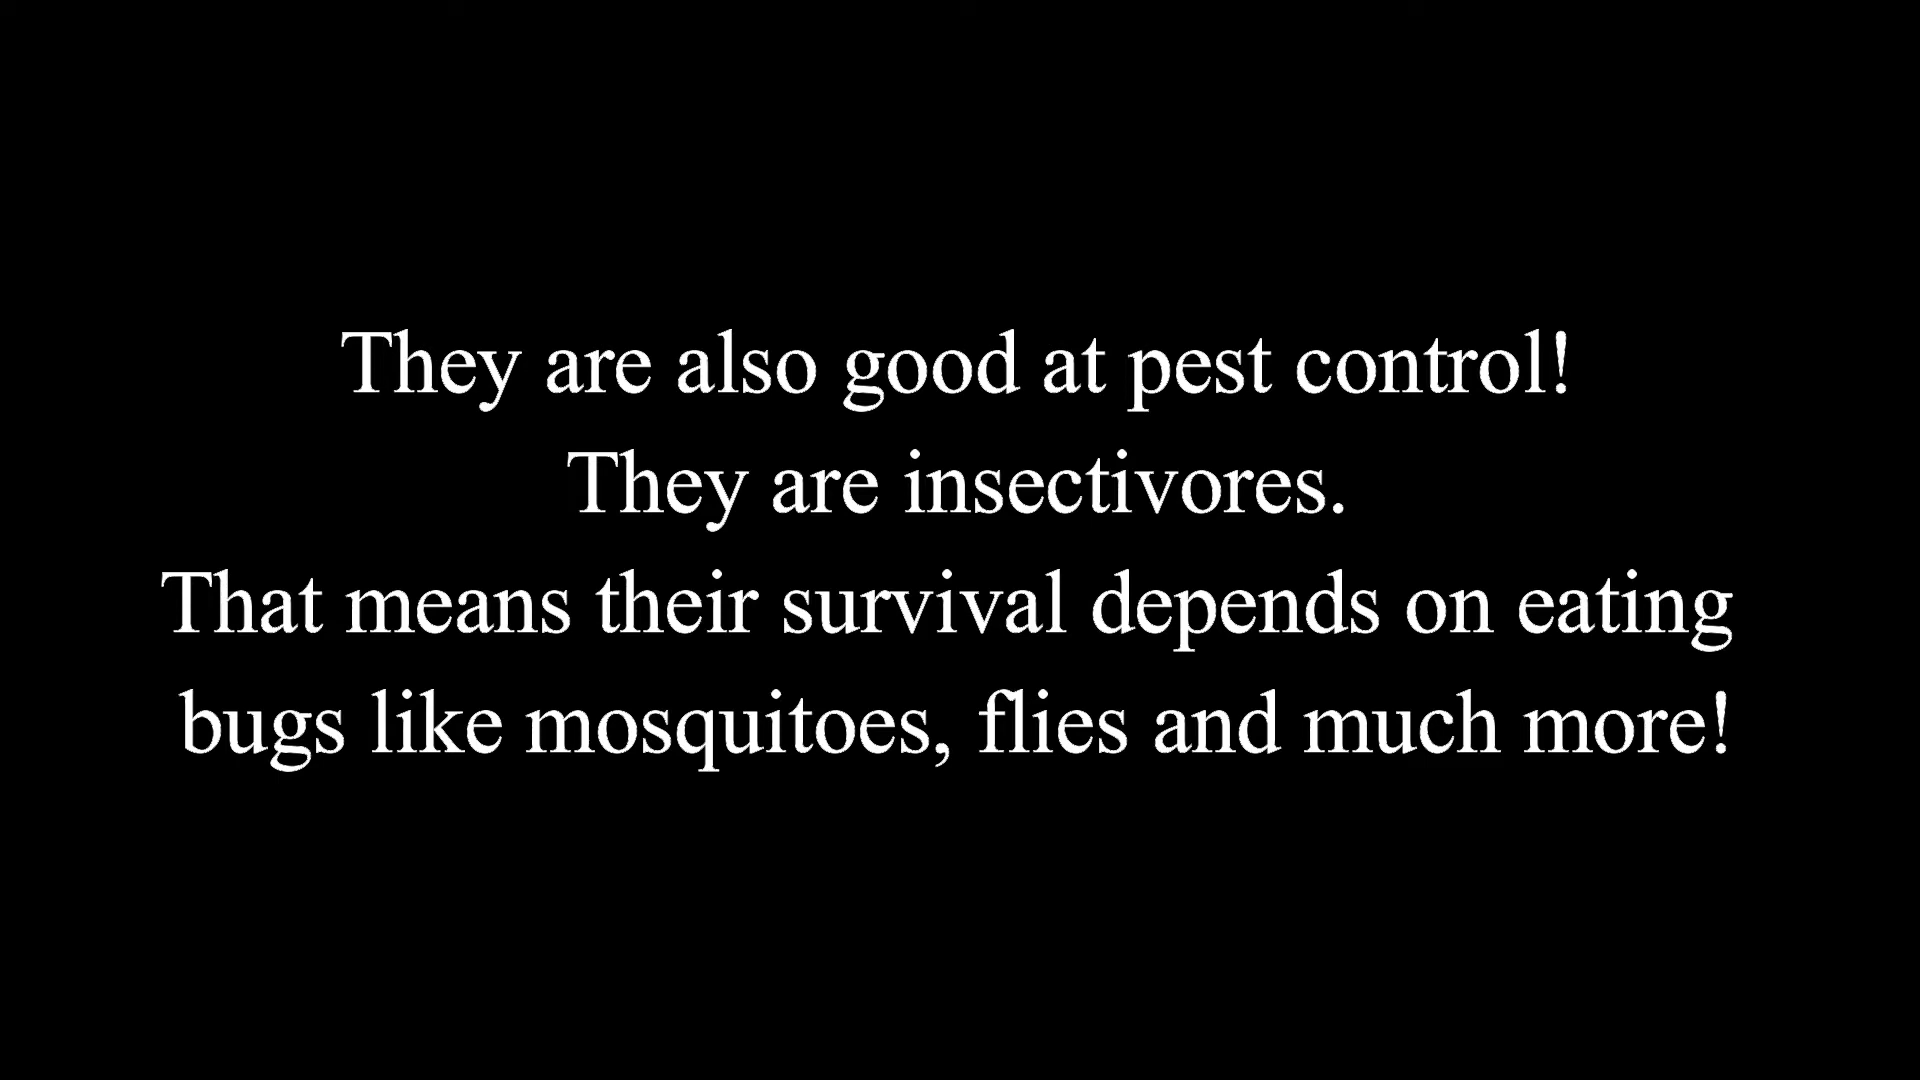 They are also good at pest control!
They are insectivores.
That means their survival depends on eating
bugs like mosquitoes, flies and much more!